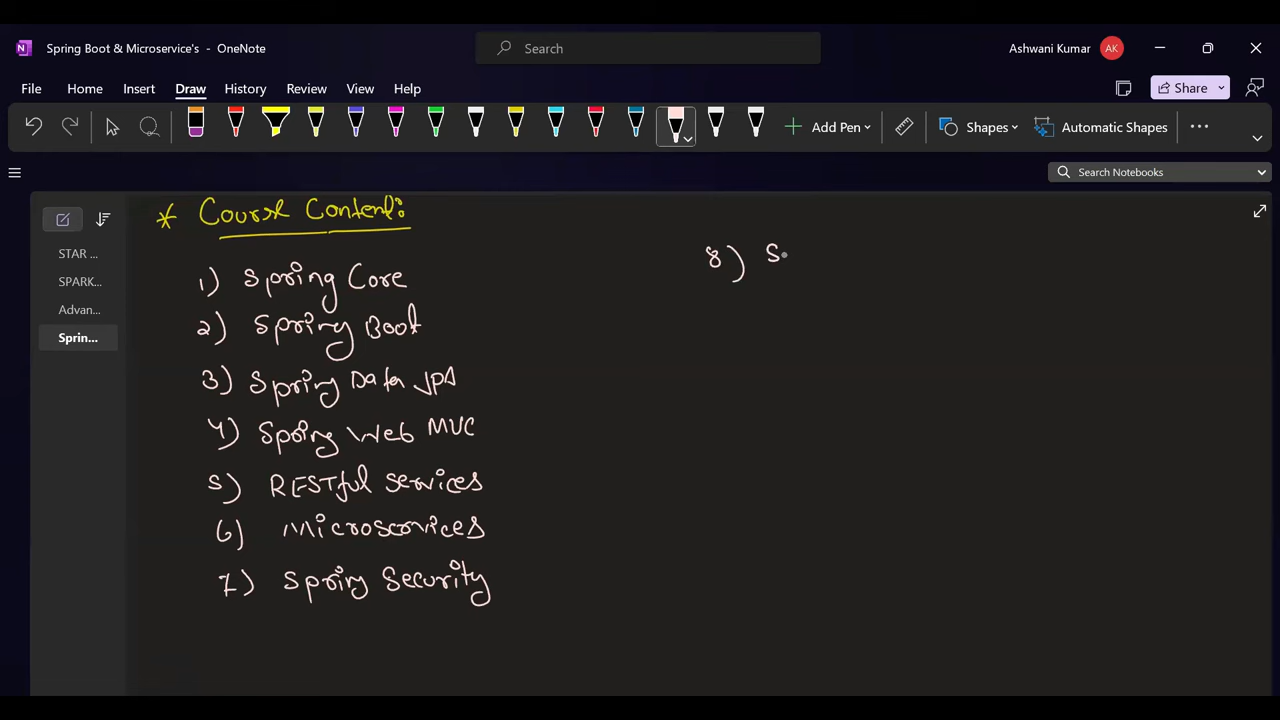 Spring Boot & Microservice's - OneNote
Search
Ashwani Kumar AK
File Home Insert Draw History Review View Help
Share
Add Pen
Shapes
Automatic Shapes
Search Notebooks
STAR ...
SPARK...
Advan...
Sprin...
* Course Content:
1) Spring Core
2) Spring Boot
3) Spring Data JPA
4) Spring Web MVC
5) RESTful Services
6) Microservices
7) Spring Security
8) S